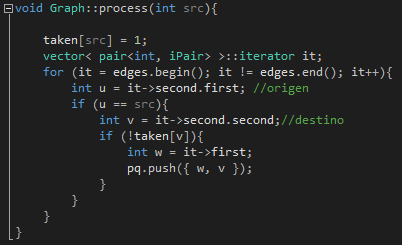 void Graph::process(int src){
taken[src] = 1;
vector< pair<int, iPair> >::iterator it;
for (it = edges.begin(); it != edges.end(); it++){
int u = it->second.first; //origen
if (u == src){
int v = it->second.second;//destino
if (!taken[v]){
int w = it->first;
pq.push({ w, v });
}
}
}
}